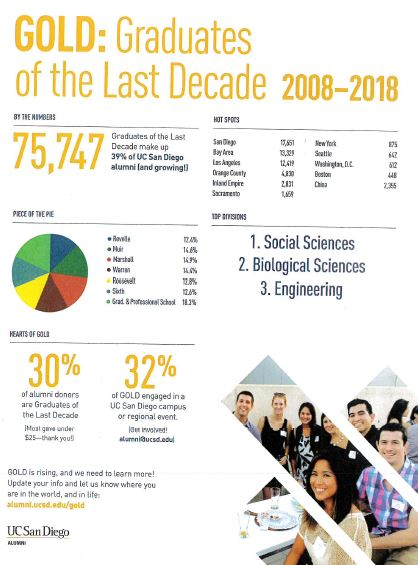 GOLD: Graduates
of the Last Decade 2008–2018
BY THE NUMBERS
75,747
Graduates of the Last
Decade make up
39% of UC San Diego
alumni (and growing!)
HOT SPOTS
San Diego 17,651
Bay Area 13,329
Los Angeles 12,419
Orange County 4,830
Inland Empire 2,831
Sacramento 1,659
New York 875
Seattle 647
Washington, D.C. 612
Boston 448
China 2,355
PIECE OF THE PIE
Revelle 12.4%
Muir 14.6%
Marshall 14.9%
Warren 14.4%
Roosevelt 12.8%
Sixth 12.6%
Grad. & Professional School 18.3%
TOP DIVISIONS
1. Social Sciences
2. Biological Sciences
3. Engineering
HEARTS OF GOLD
30%
of alumni donors
are Graduates of
the Last Decade
(Most gave under
$25—thank you!)
32%
of GOLD engaged in a
UC San Diego campus
or regional event.
(Get involved!
alumni@ucsd.edu)
GOLD is rising, and we need to learn more!
Update your info and let us know where you
are in the world, and in life:
alumni.ucsd.edu/gold
UC San Diego
ALUMNI